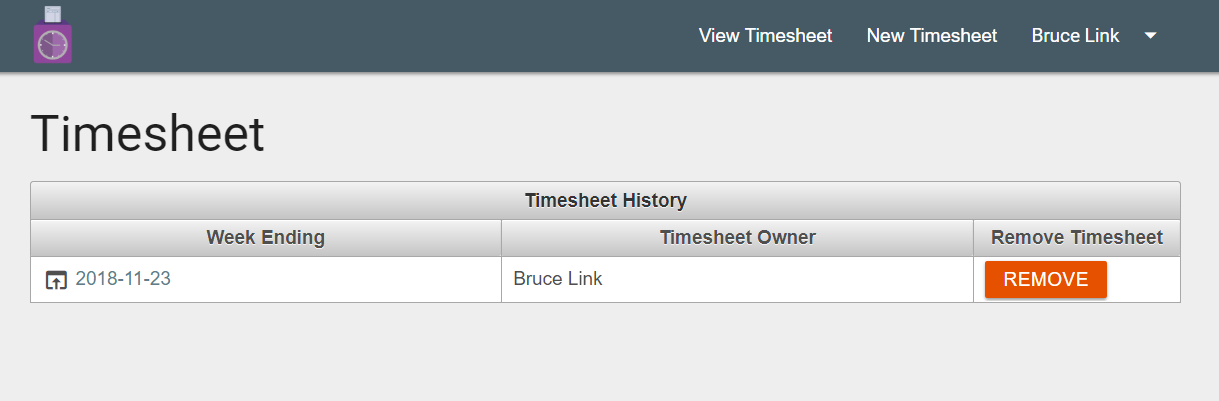 View Timesheet New Timesheet Bruce Link
Timesheet
Timesheet History
Week Ending Timesheet Owner Remove Timesheet
2018-11-23 Bruce Link REMOVE